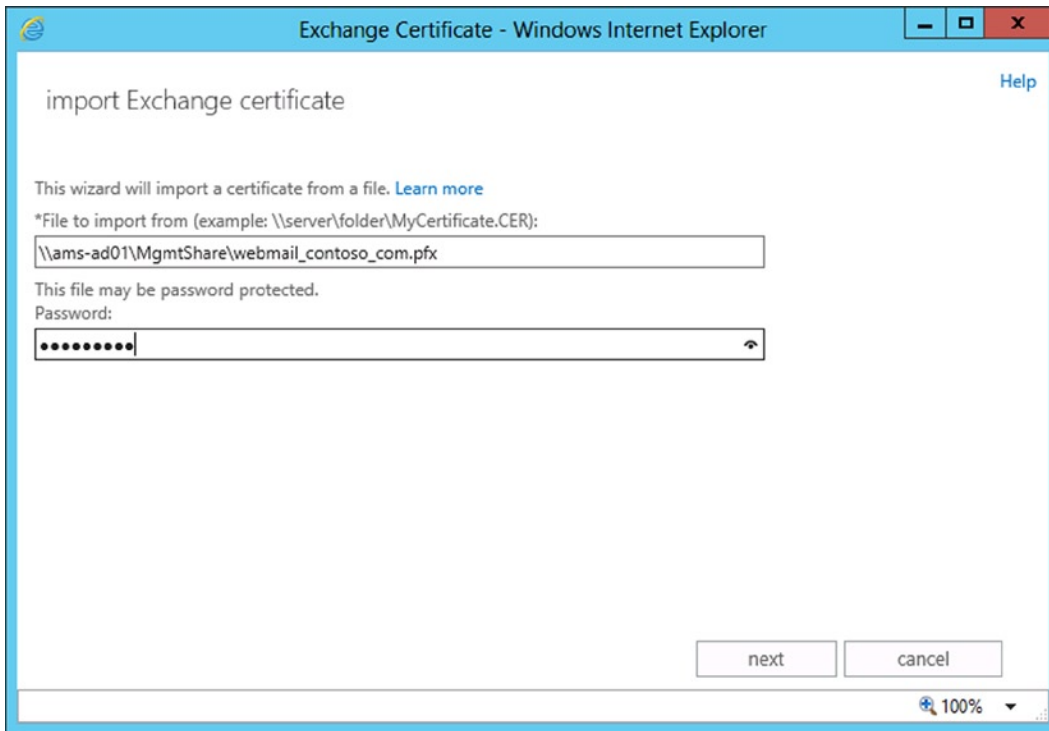 Exchange Certificate - Windows Internet Explorer
x
Help
import Exchange certificate
This wizard will import a certificate from a file. Learn more
*File to import from (example: \\server\folder\MyCertificate.CER):
\\ams-ad01\MgmtShare\webmail_contoso_com.pfx
This file may be password protected.
Password:
•••••••••
next cancel
100%